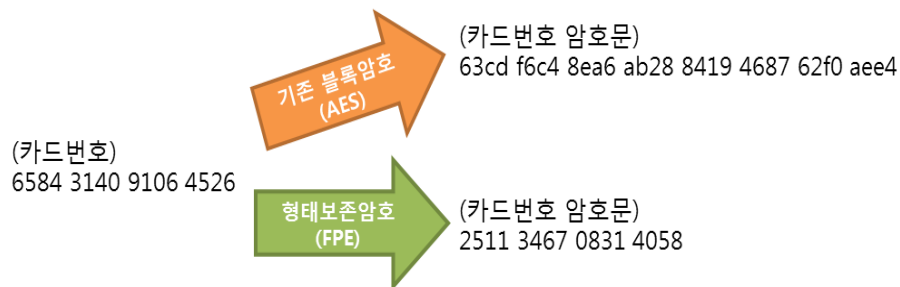 (카드번호)
6584 3140 9106 4526
기존 블록암호
(AES)
(카드번호 암호문)
63cd f6c4 8ea6 ab28 8419 4687 62f0 aee4
형태보존암호
(FPE)
(카드번호 암호문)
2511 3467 0831 4058